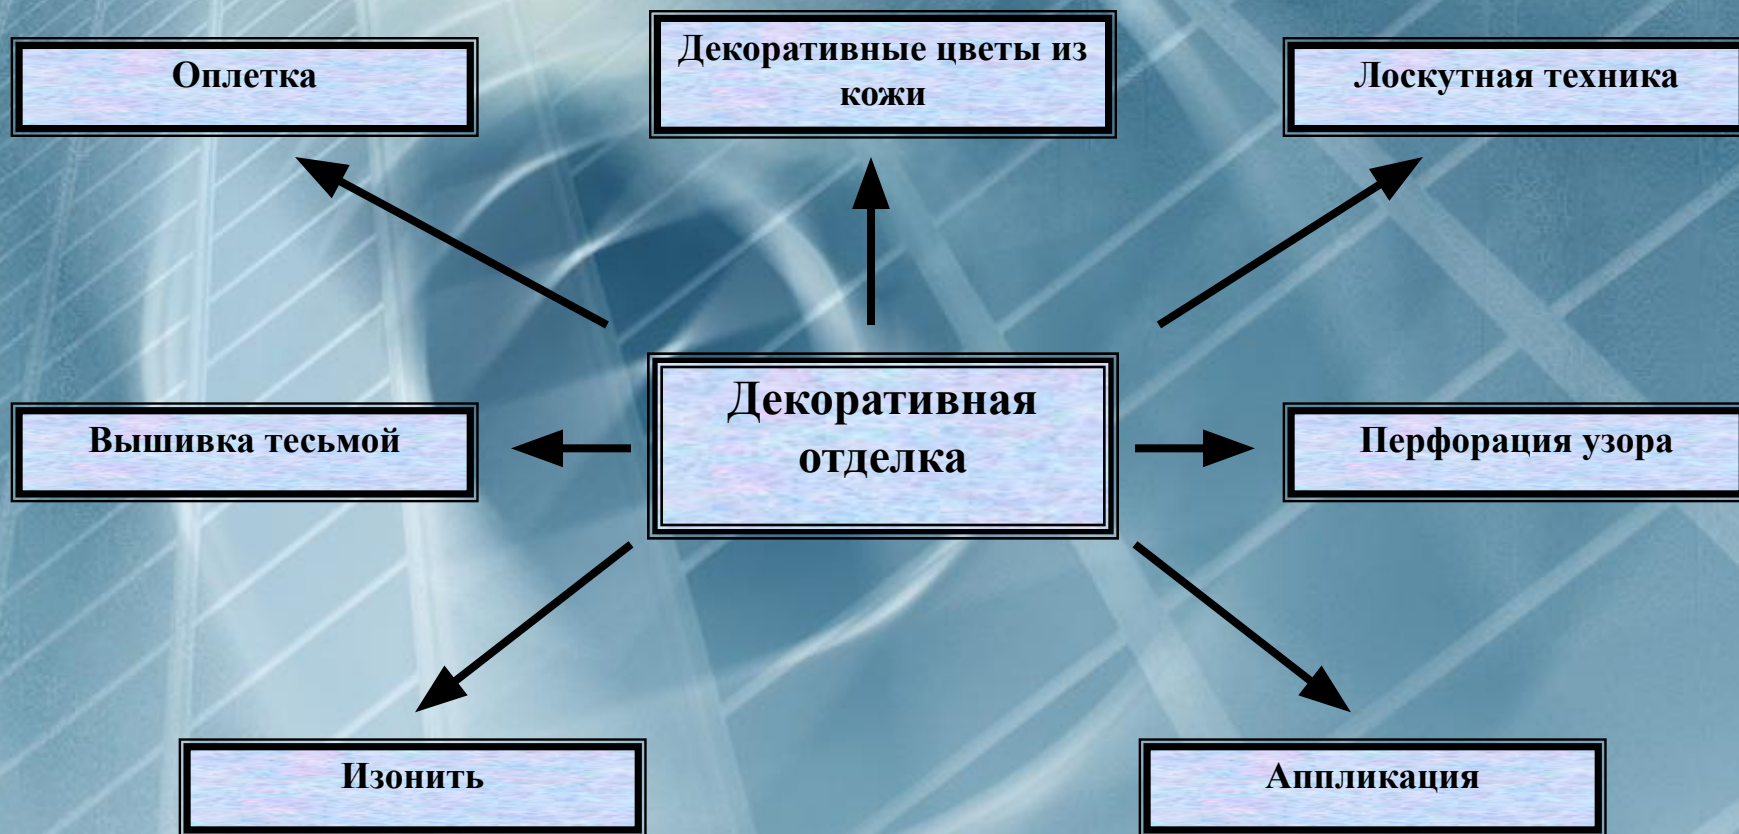 Оплетка
Декоративные цветы из
кожи
Лоскутная техника
Вышивка тесьмой
Декоративная
отделка
Перфорация узора
Изонить
Аппликация